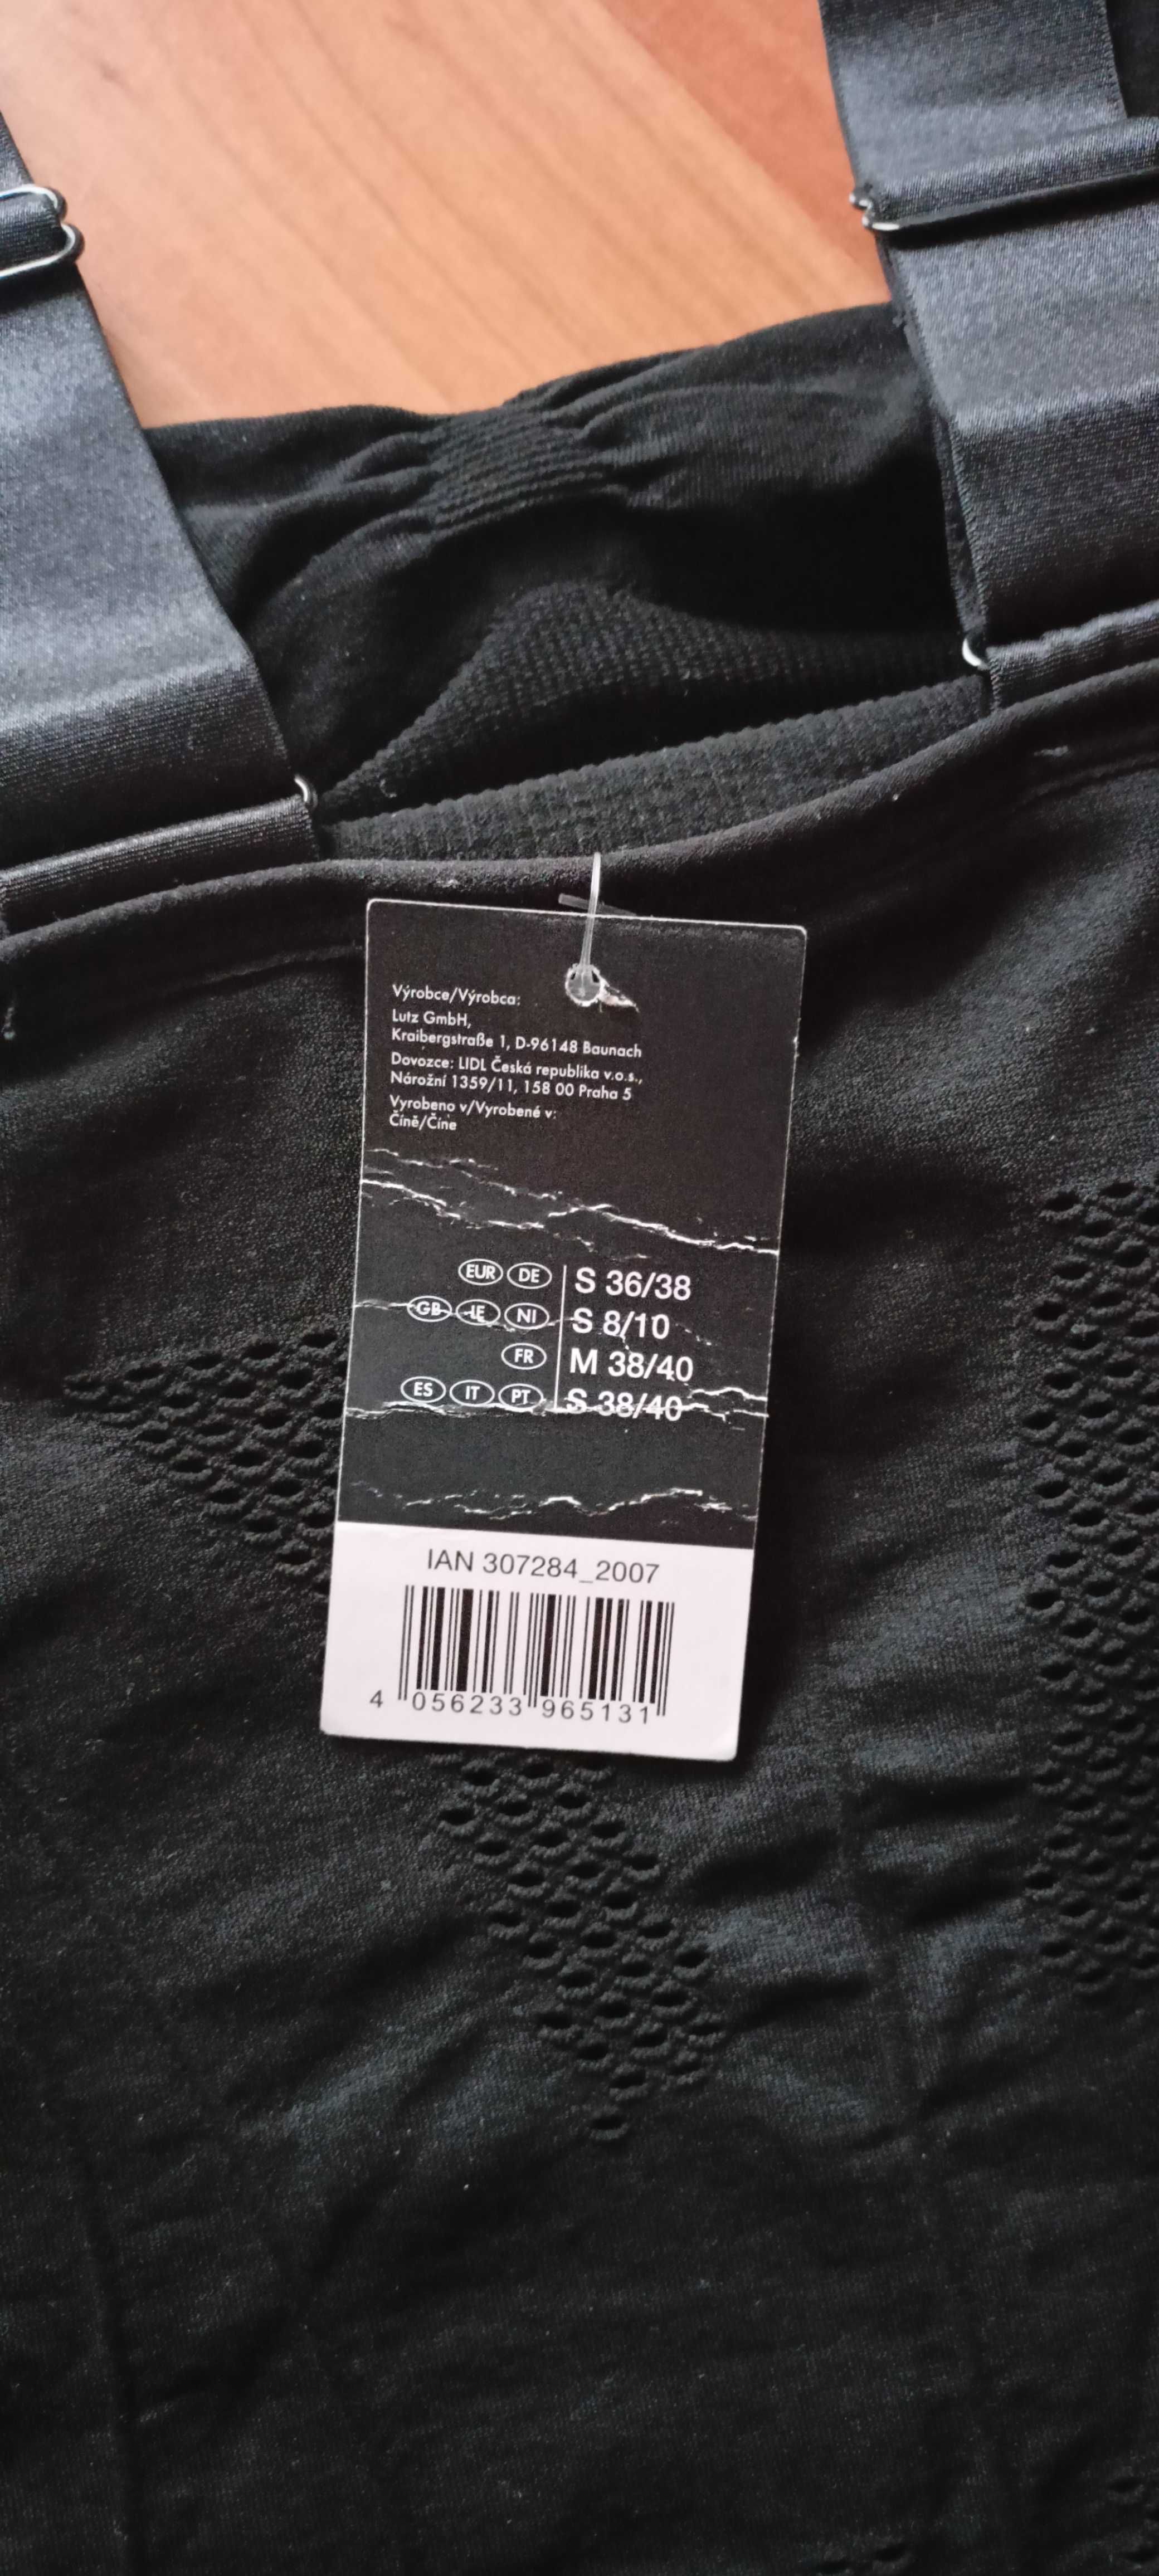 Výrobce/Výrobca:
Lutz GmbH,
Kraibergstraße 1, D-96148 Baunach
Dovozce: LIDL Česká republika v.o.s.,
Nárožní 1359/11, 158 00 Praha 5
Vyrobeno v/Vyrobené v:
Číně/Číne
EUR DE S 36/38
GB IE NI S 8/10
FR M 38/40
ES IT PT S 38/40
IAN 307284_2007
4 056233 965131